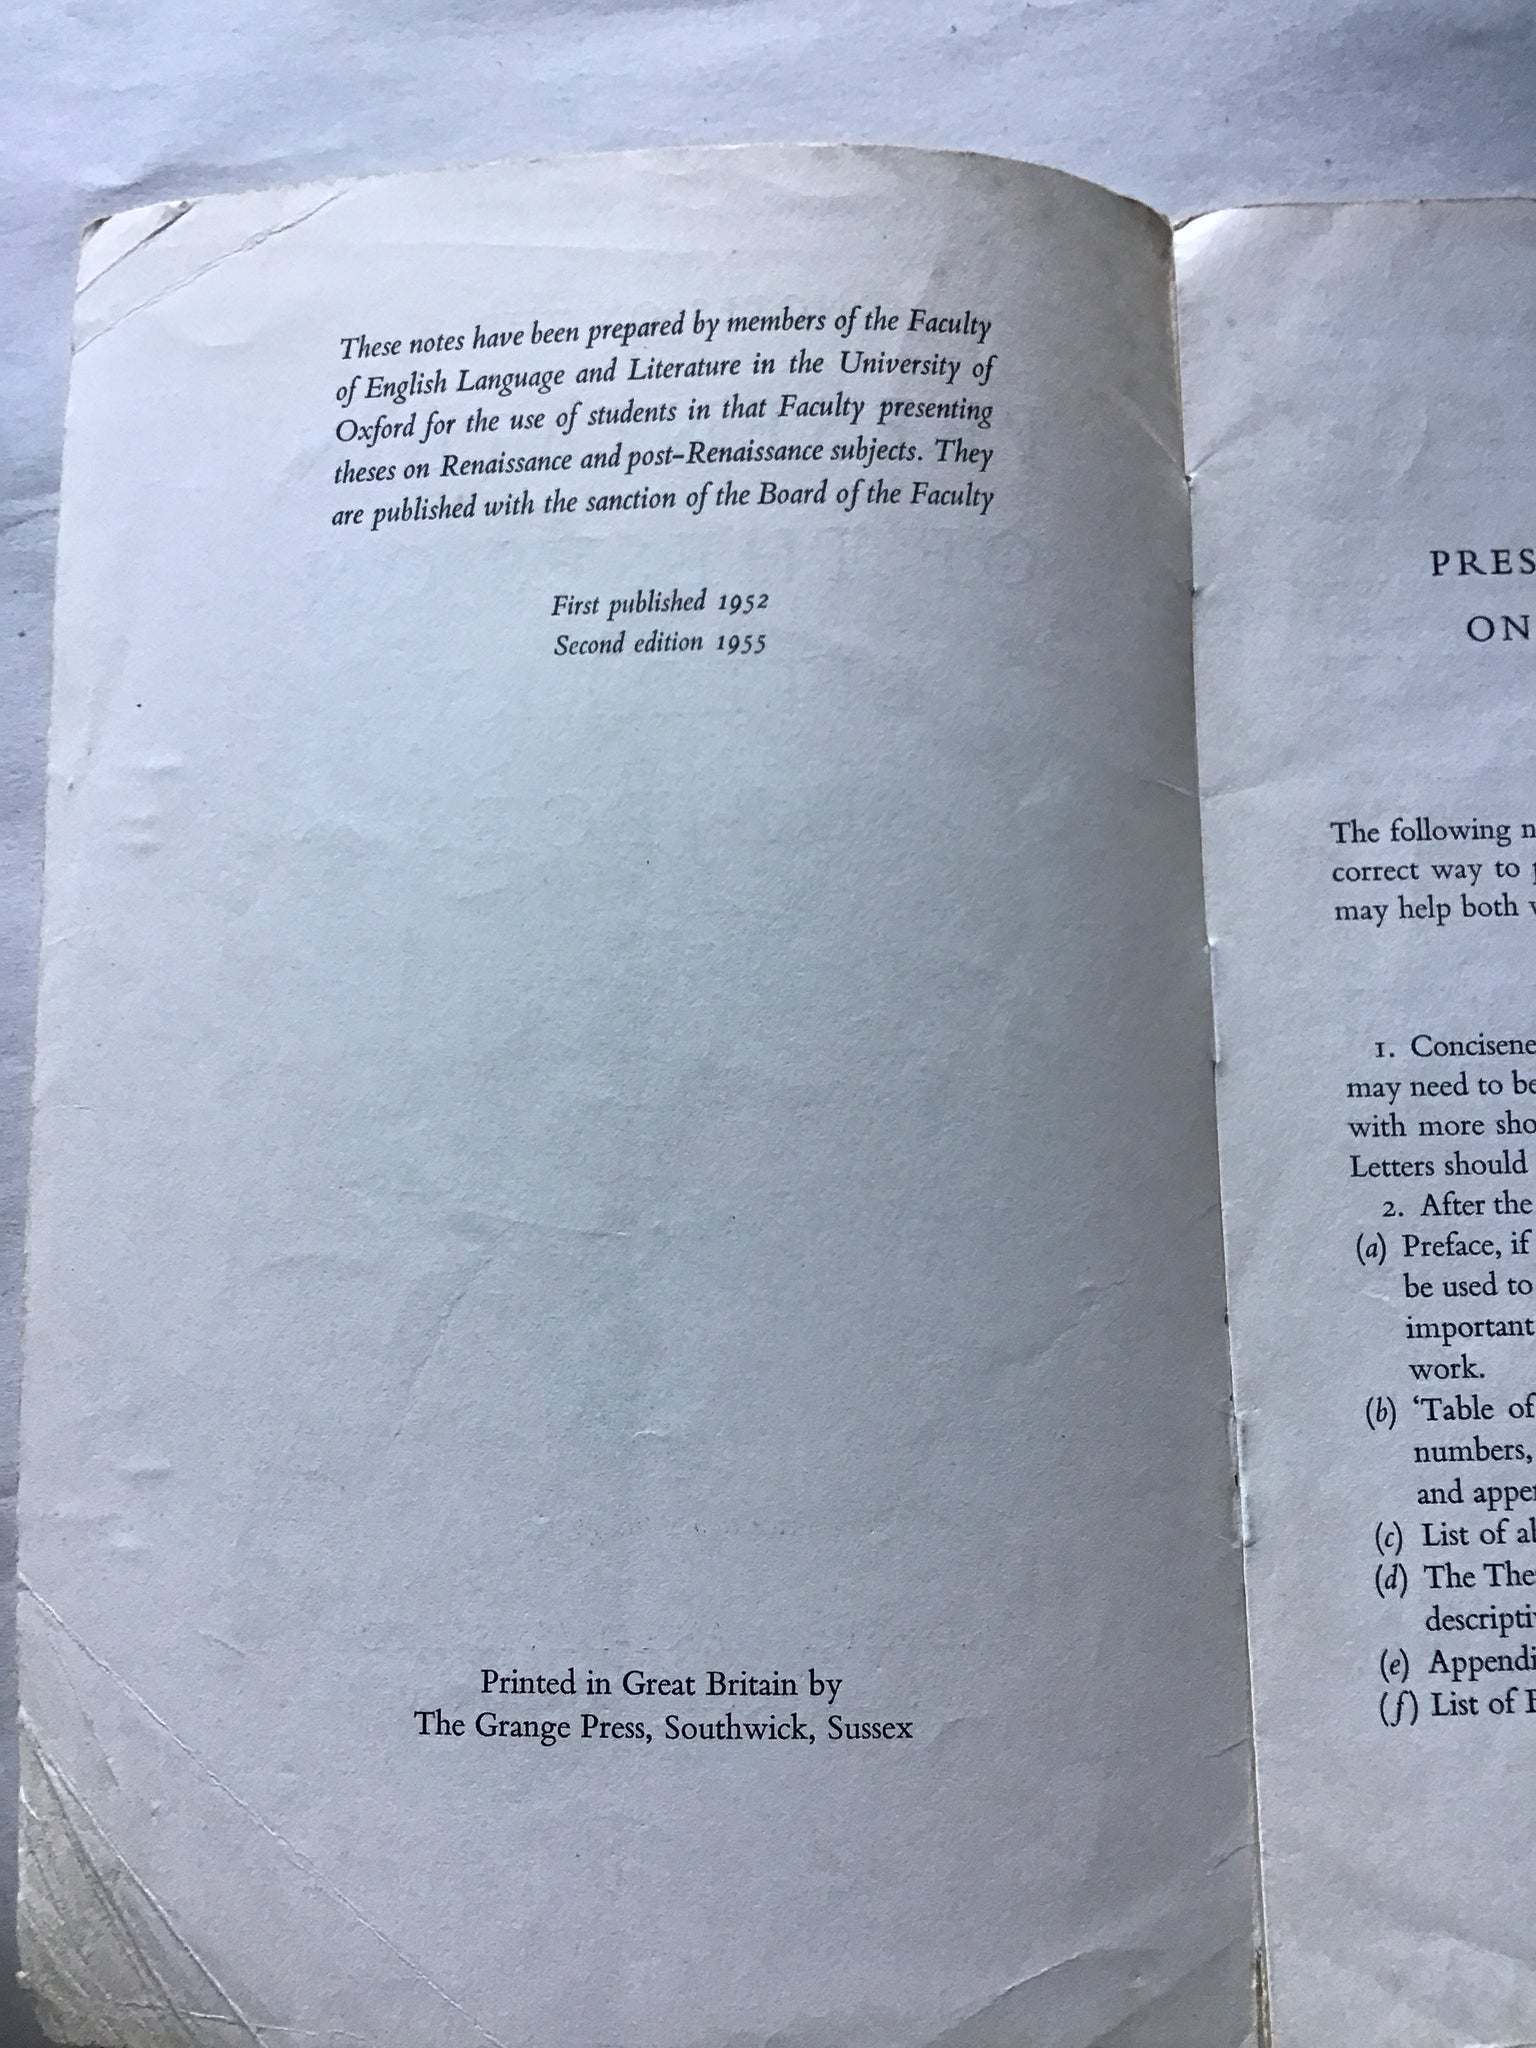 These notes have been prepared by members of the Faculty
of English Language and Literature in the University of
Oxford for the use of students in that Faculty presenting
theses on Renaissance and post-Renaissance subjects. They
are published with the sanction of the Board of the Faculty
First published 1952
Second edition 1955
Printed in Great Britain by
The Grange Press, Southwick, Sussex
PRES
ON
The following n
correct way to
may help both
1. Concisene
may need to be
with more sho
Letters should
2. After the
(a) Preface, if
be used to
important
work.
(b) ‘Table of
numbers,
and appe
(c) List of a
(d) The The
descripti
(e) Appendi
(f) List of